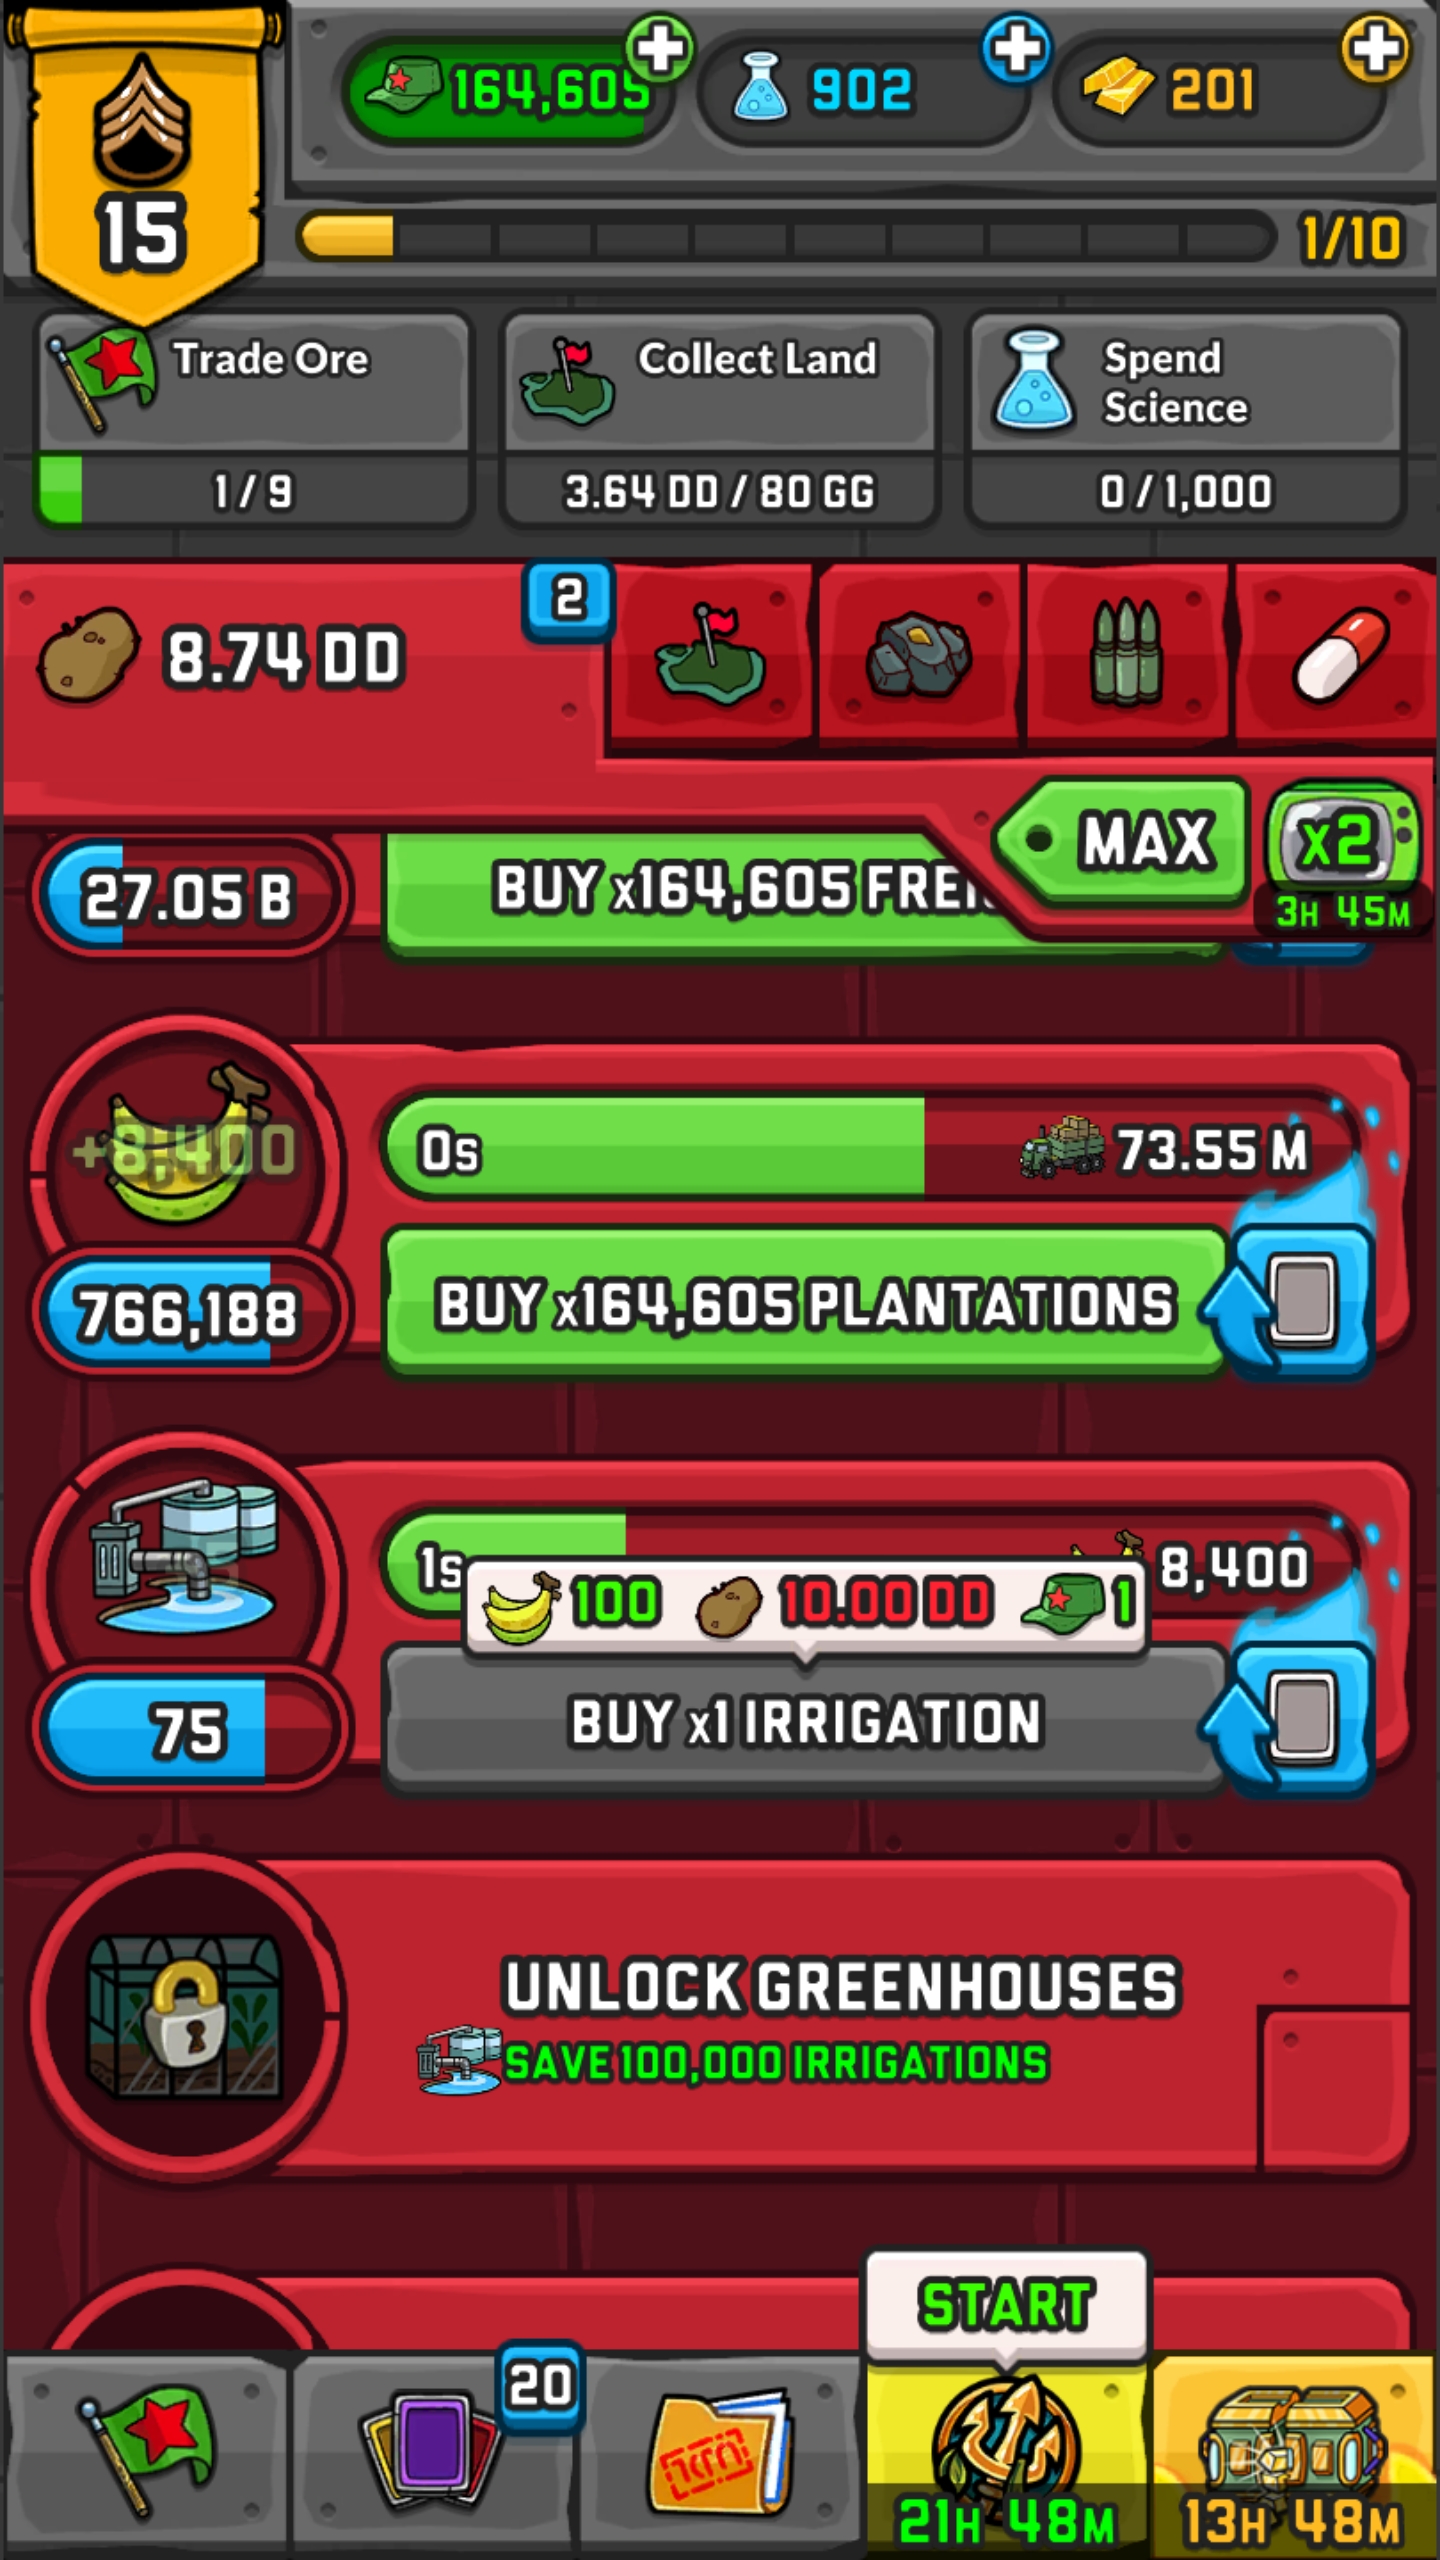 164,605
902
201
15
1/10
Trade Ore
1/9
Collect Land
3.64 DD / 80 GG
Spend
Science
0 / 1,000
8.74 DD
2
MAX
x2
3H 45M
27.05 B
BUY x164,605
+8,400
0s
73.55 M
766,188
BUY x164,605 PLANTATIONS
1s
8,400
100
10.00 DD
1
75
BUY x1 IRRIGATION
UNLOCK GREENHOUSES
SAVE 100,000 IRRIGATIONS
START
20
21H 48M
13H 48M